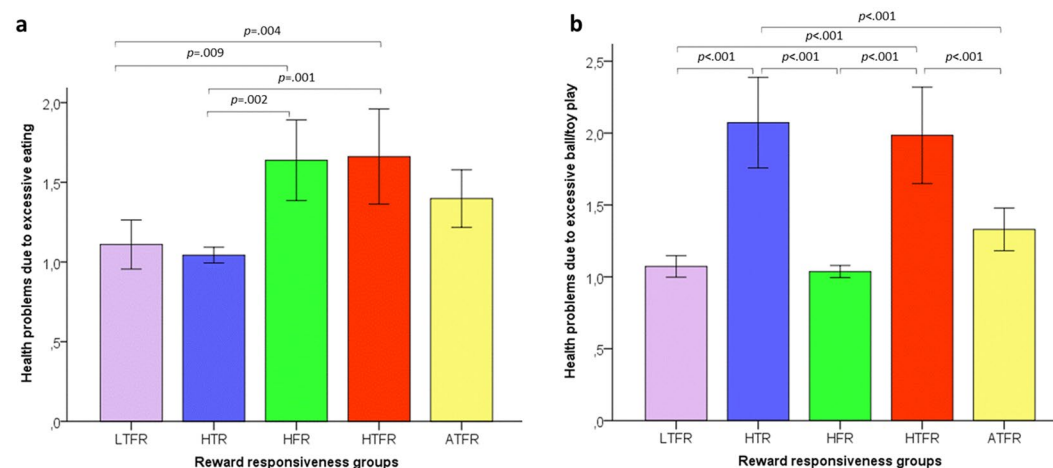 a
p=.004
p=.009
p=.001
p=.002
Health problems due to excessive eating
2,0
1,5
1,0
,5
,0
LTFR HTR HFR HTFR ATFR
Reward responsiveness groups
b
p<.001
p<.001
p<.001 p<.001 p<.001 p<.001
Health problems due to excessive ball/toy play
2,5
2,0
1,5
1,0
,5
,0
LTFR HTR HFR HTFR ATFR
Reward responsiveness groups